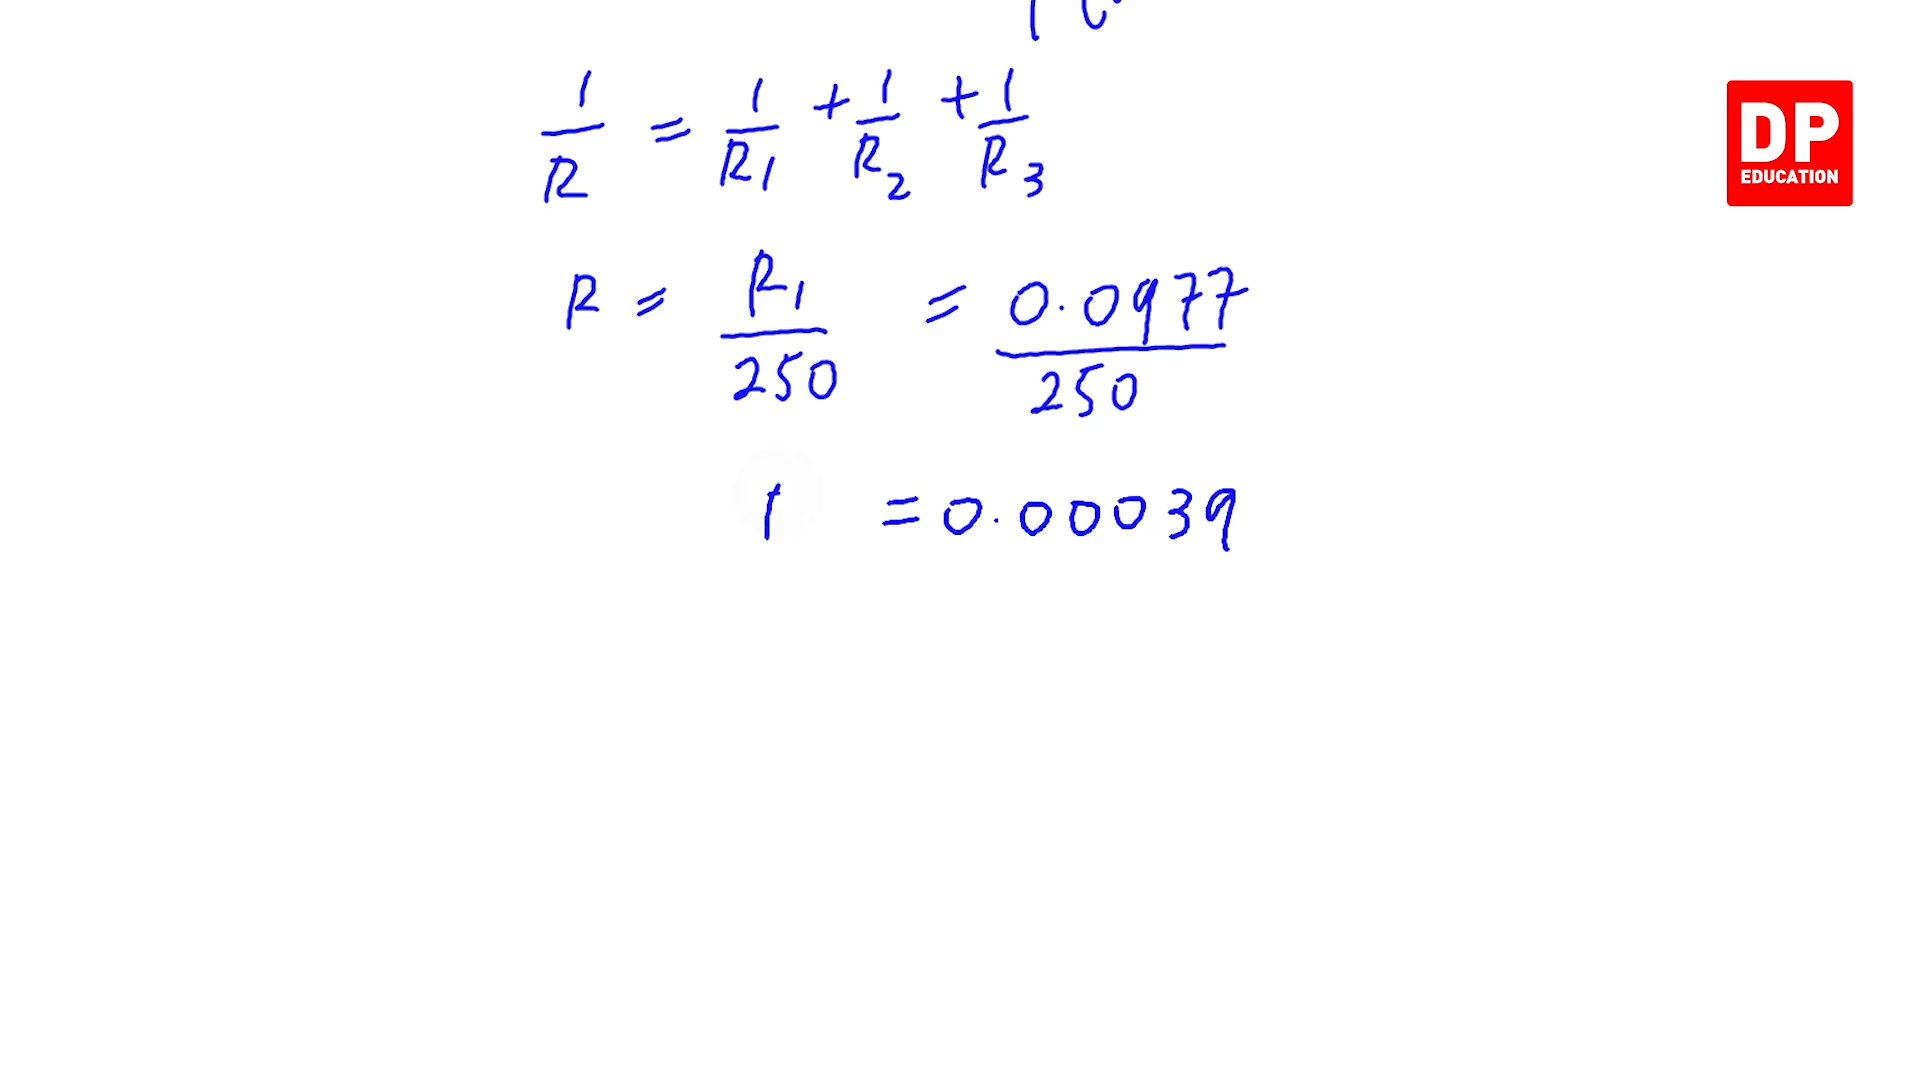 1/R = 1/R1 + 1/R2 + 1/R3
DP
EDUCATION
R = R1/250 = 0.0977/250
1 = 0.00039